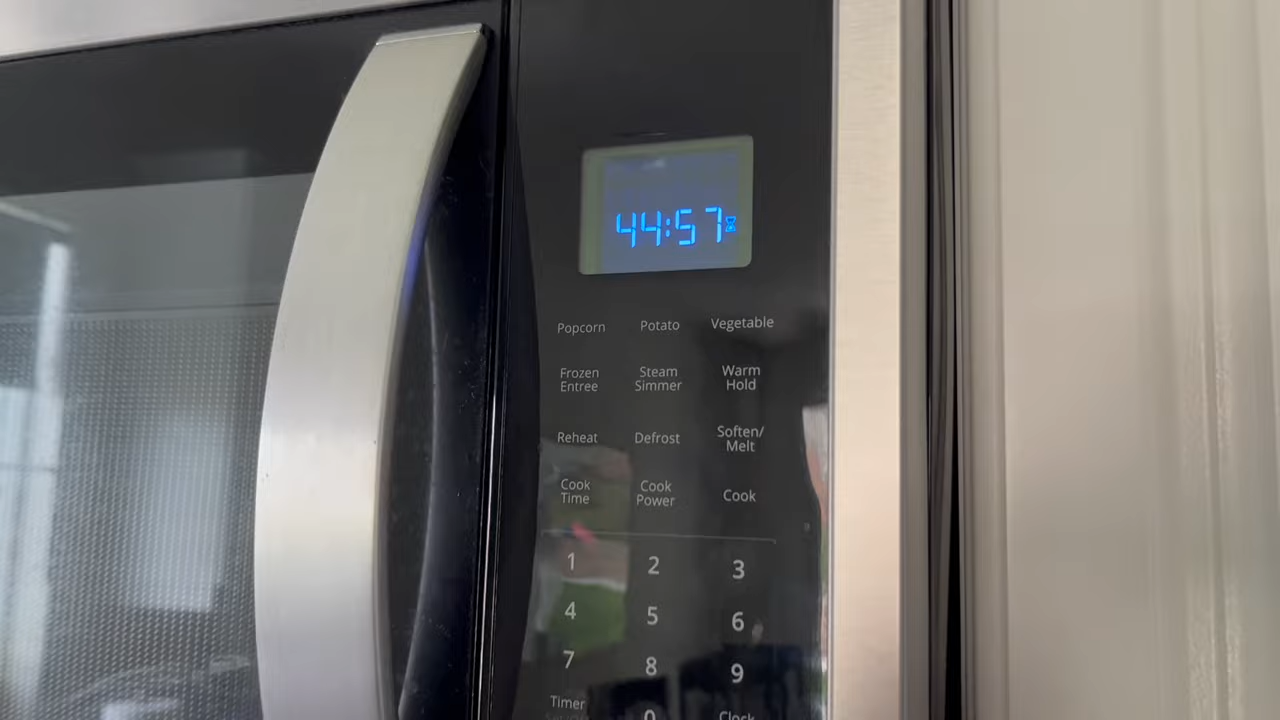 44:57
Popcorn Potato Vegetable
Frozen Entree Steam Simmer Warm Hold
Reheat Defrost Soften/ Melt
Cook Time Cook Power Cook
1 2 3
4 5 6
7 8 9
Timer 0 Clock